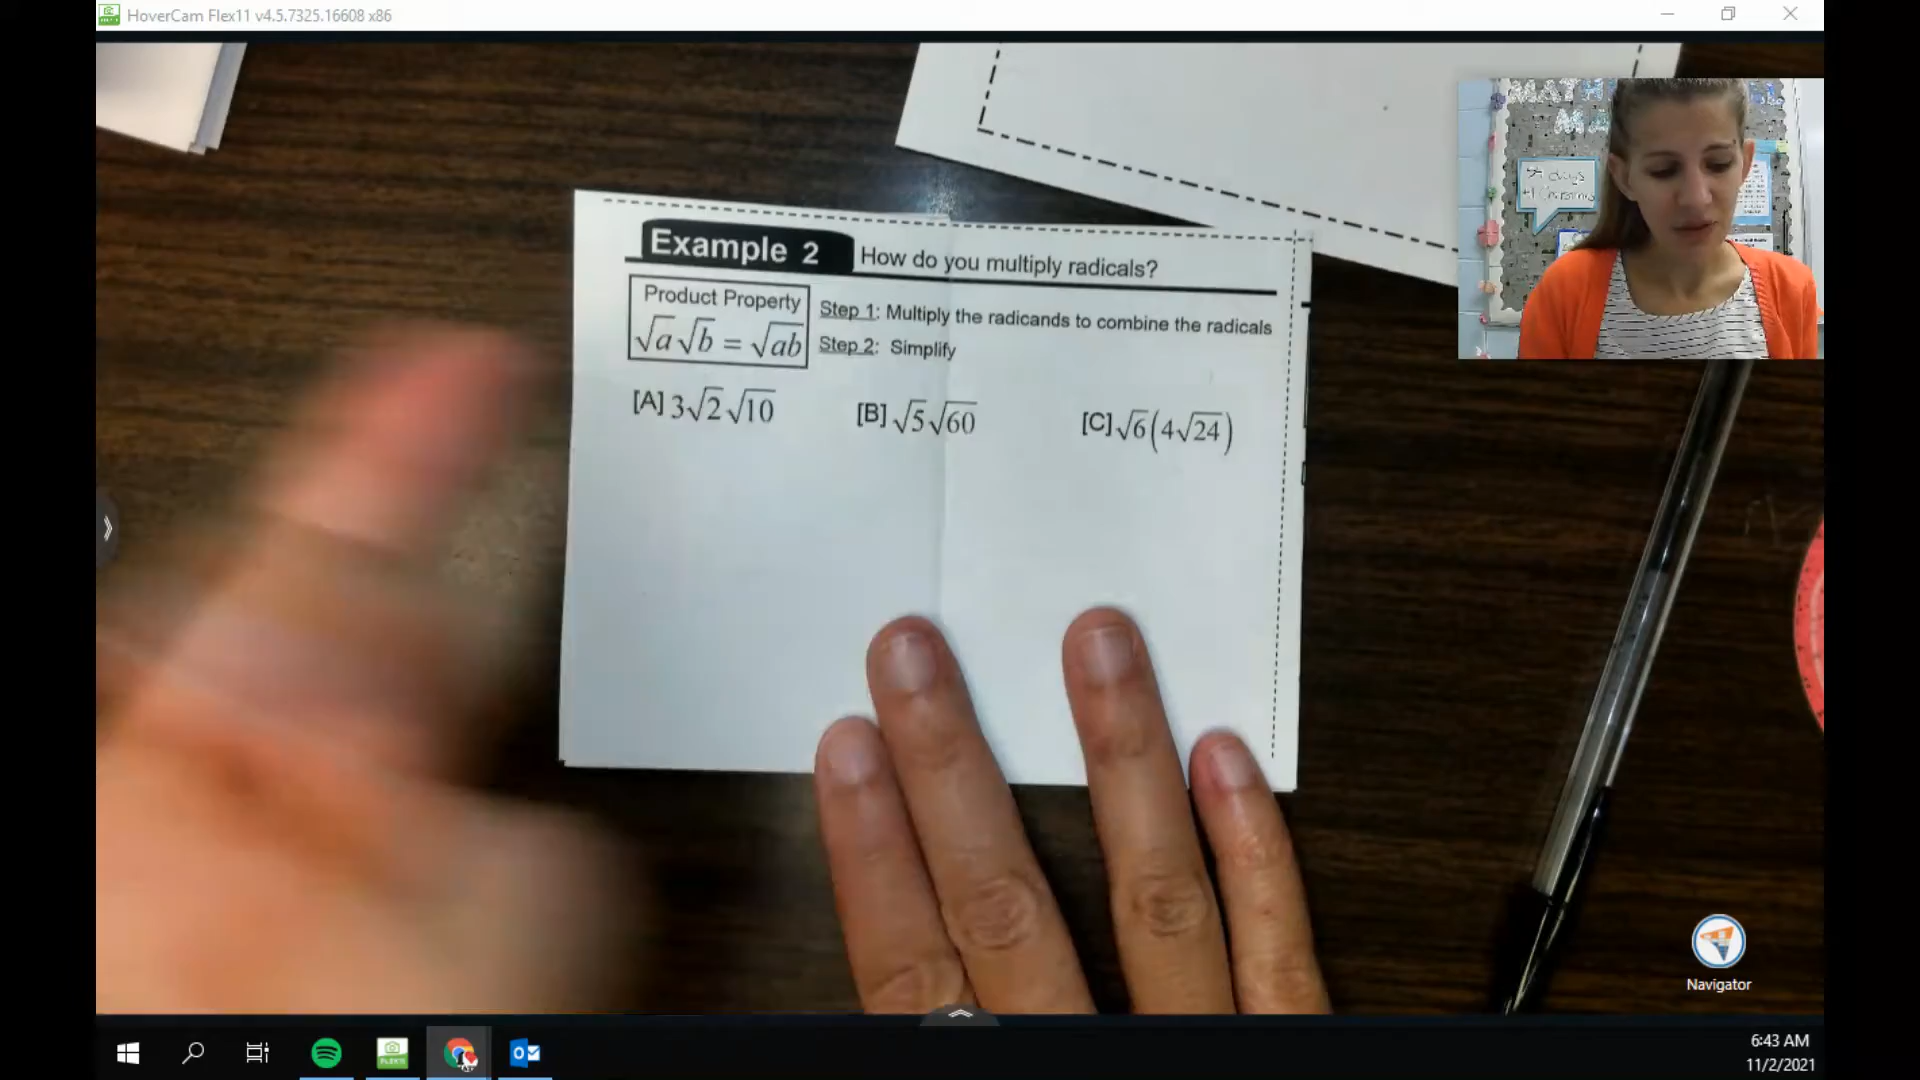 HoverCam Flex11 v4.5.7325.16608 x86
Example 2 How do you multiply radicals?
Product Property
√a√b = √ab
Step 1: Multiply the radicands to combine the radicals
Step 2: Simplify
[A] 3√2√10 [B] √5√60 [C] √6(4√24)
Navigator
6:43 AM
11/2/2021